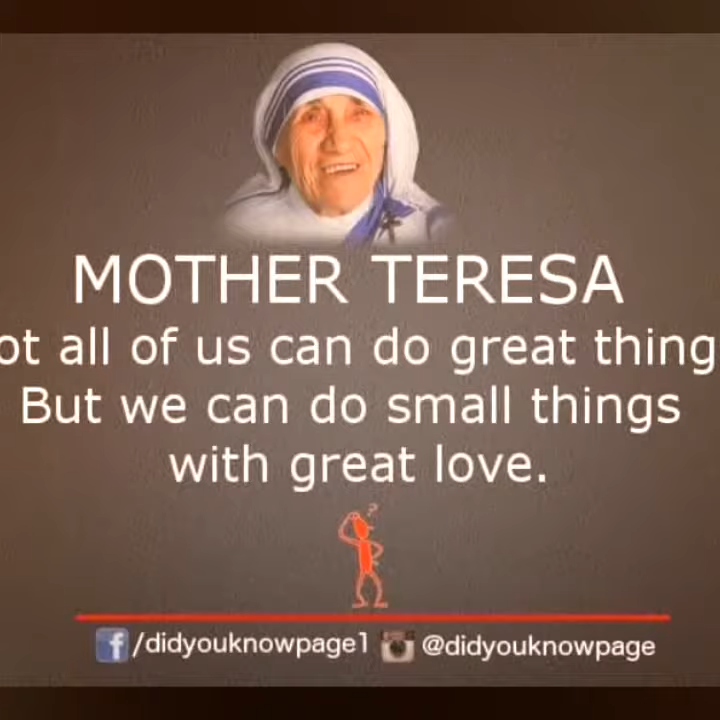 MOTHER TERESA
ot all of us can do great thing
But we can do small things
with great love.
?
/didyouknowpage1 @didyouknowpage